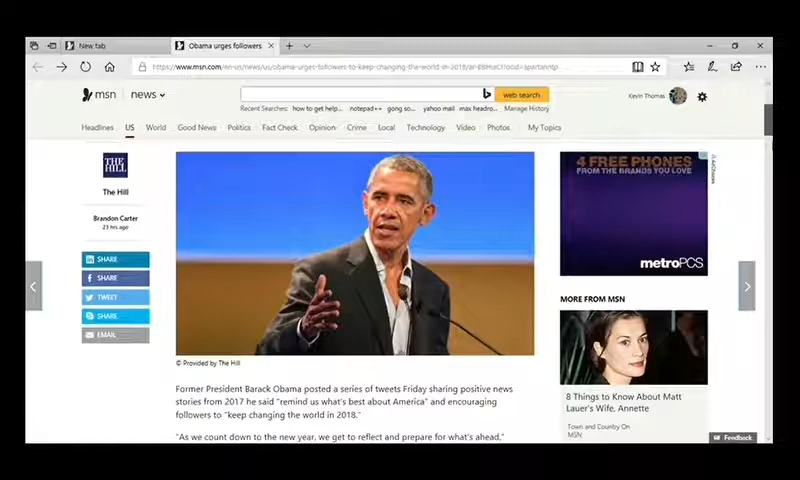 New tab
Obama urges followers
msn
news
web search
Kevin Thomas
Recent Searches: how to get help... notepad++ gong so... yahoo mail max headro... Manage History
Headlines US World Good News Politics Fact Check Opinion Crime Local Technology Video Photos My Topics
THE HILL
The Hill
Brandon Carter
23 hrs ago
SHARE
SHARE
TWEET
SHARE
EMAIL
© Provided by The Hill
Former President Barack Obama posted a series of tweets Friday sharing positive news
stories from 2017 he said "remind us what's best about America" and encouraging
followers to "keep changing the world in 2018."
"As we count down to the new year, we get to reflect and prepare for what's ahead,"
4 FREE PHONES
FROM THE BRANDS YOU LOVE
metroPCS
AdChoices
MORE FROM MSN
8 Things to Know About Matt
Lauer's Wife, Annette
Town and Country On
MSN
Feedback